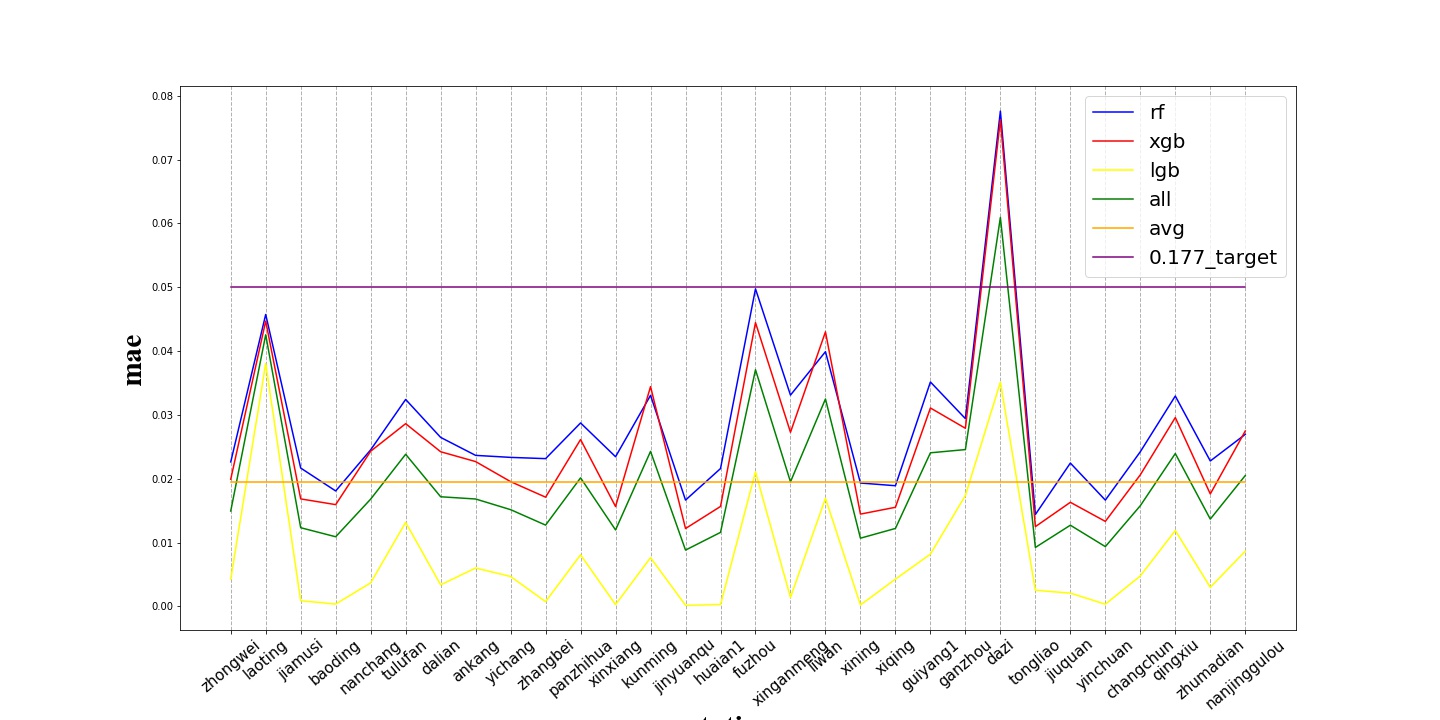 0.08
0.07
0.06
0.05
0.04
0.03
0.02
0.01
0.00
mae
rf
xgb
lgb
all
avg
0.177_target
zhongwei
laoting
jiamusi
baoding
nanchang
tulufan
dalian
ankang
yichang
zhangbei
panzhihua
xinxiang
kunming
jinyuanqu
huaian1
fuzhou
xinganmeng
liwan
xining
xiqing
guiyang1
ganzhou
dazi
tongliao
jiuquan
yinchuan
changchun
qingxiu
zhumadian
nanjinggulou